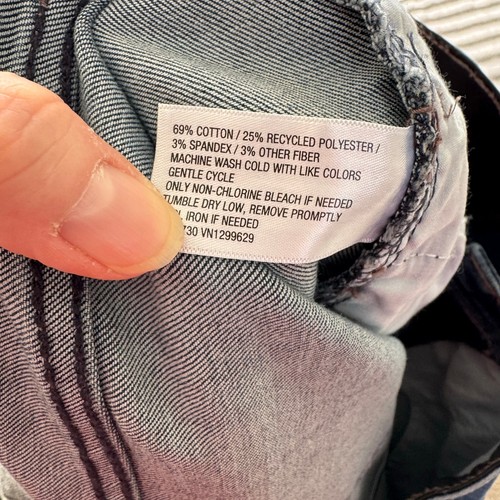 69% COTTON / 25% RECYCLED POLYESTER /
3% SPANDEX / 3% OTHER FIBER
MACHINE WASH COLD WITH LIKE COLORS
GENTLE CYCLE
ONLY NON-CHLORINE BLEACH IF NEEDED
TUMBLE DRY LOW, REMOVE PROMPTLY
IRON IF NEEDED
VN1299629